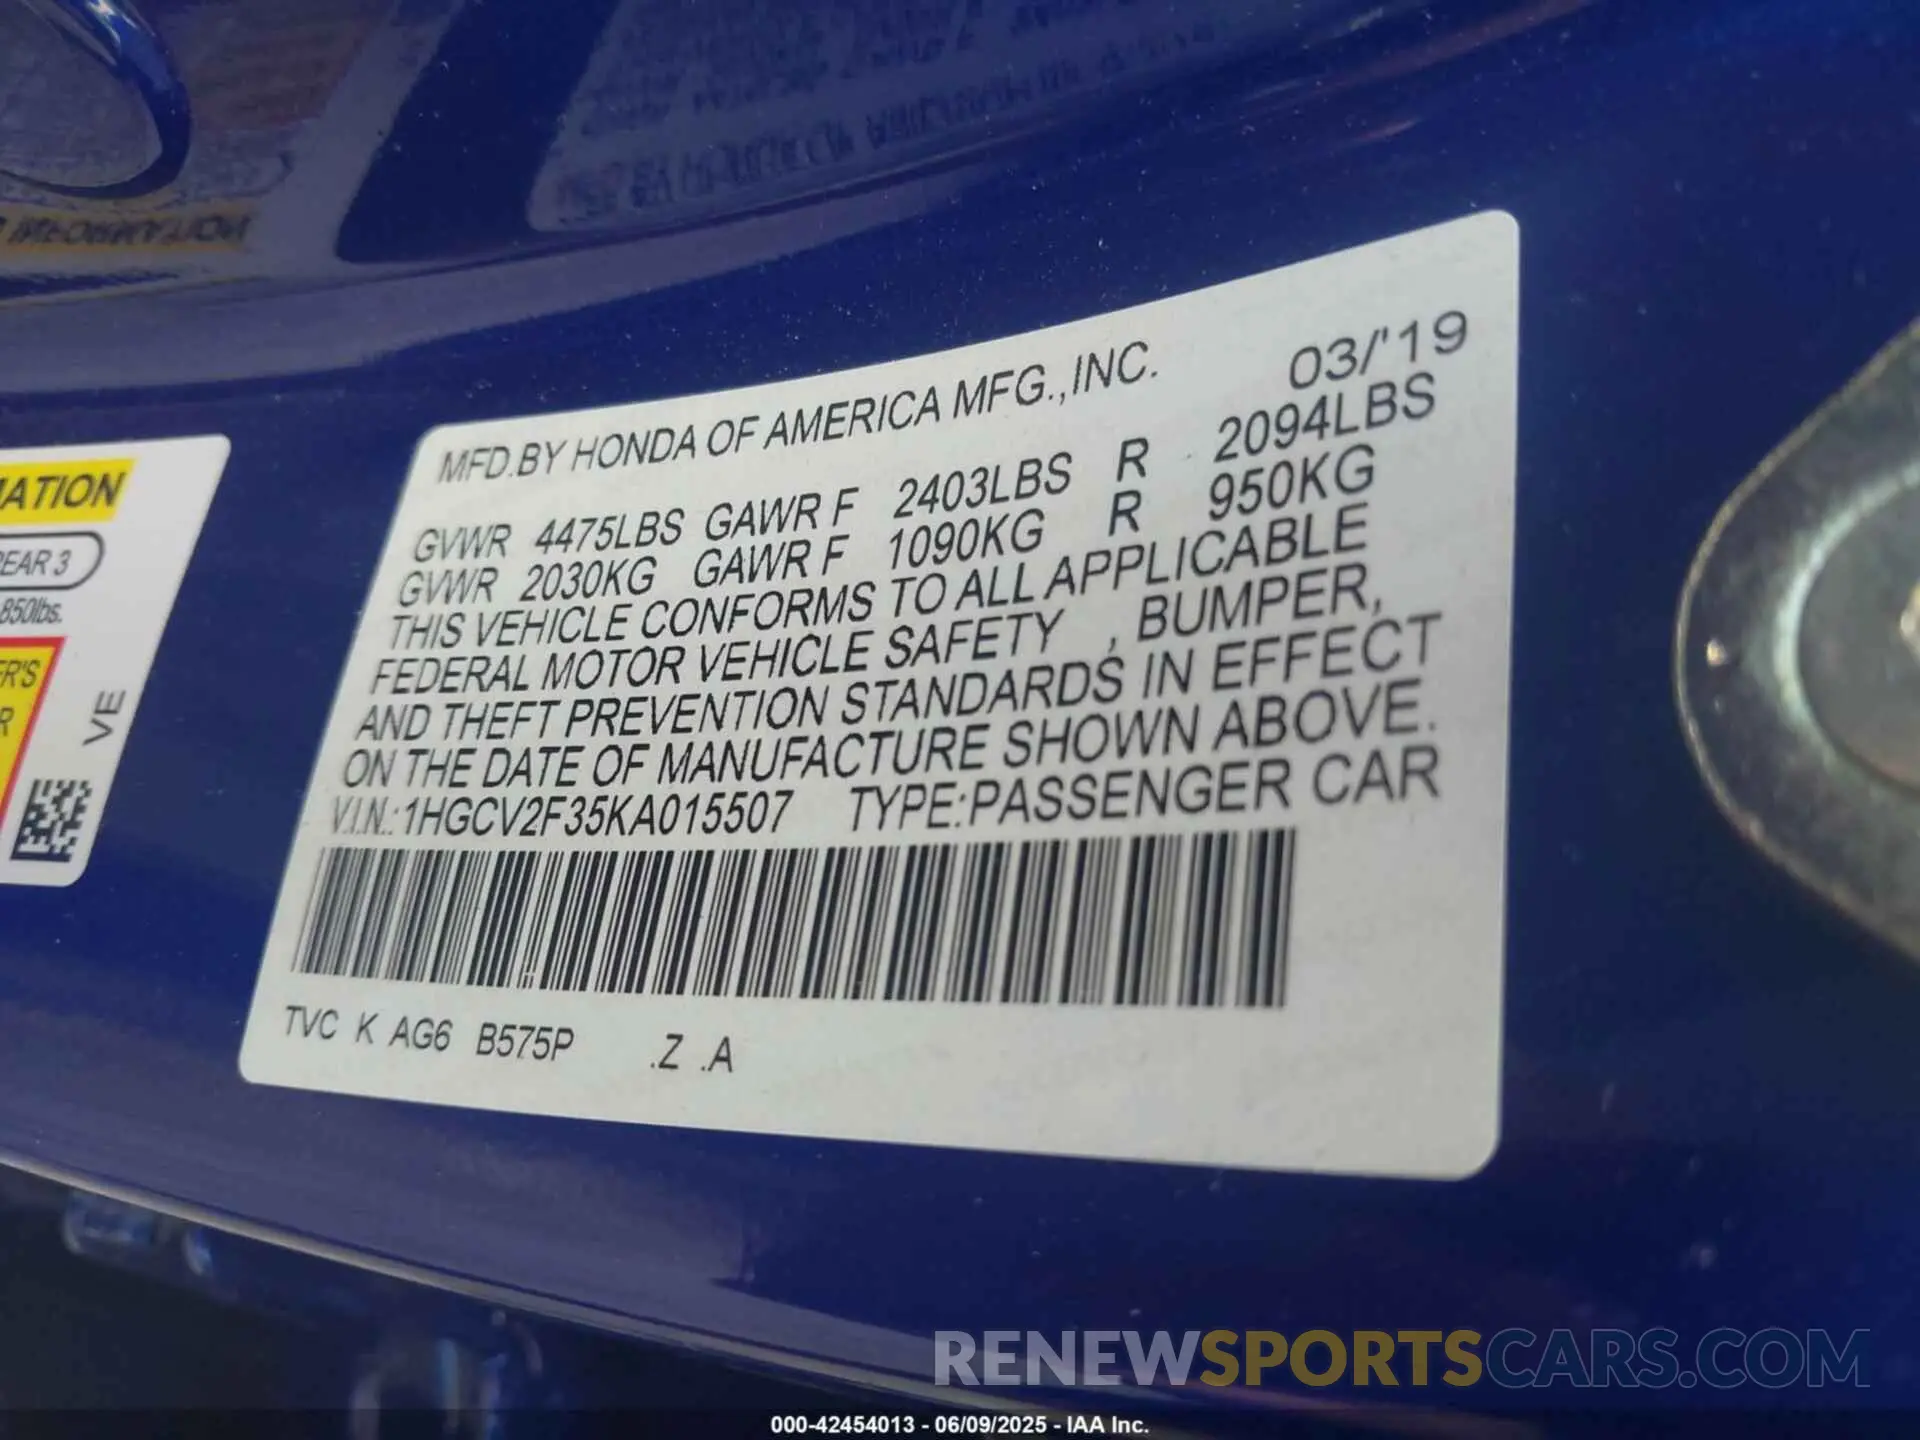 MFD.BY HONDA OF AMERICA MFG.,INC. 03/'19
GVWR 4475LBS GAWR F 2403LBS R 2094LBS
GVWR 2030KG GAWR F 1090KG R 950KG
THIS VEHICLE CONFORMS TO ALL APPLICABLE
FEDERAL MOTOR VEHICLE SAFETY , BUMPER,
AND THEFT PREVENTION STANDARDS IN EFFECT
ON THE DATE OF MANUFACTURE SHOWN ABOVE.
V.I.N.: 1HGCV2F35KA015507 TYPE:PASSENGER CAR
TVC K AG6 B575P .Z .A
REAR 3
850lbs.
VE
RENEWSPORTSCARS.COM
000-42454013 - 06/09/2025 - IAA Inc.